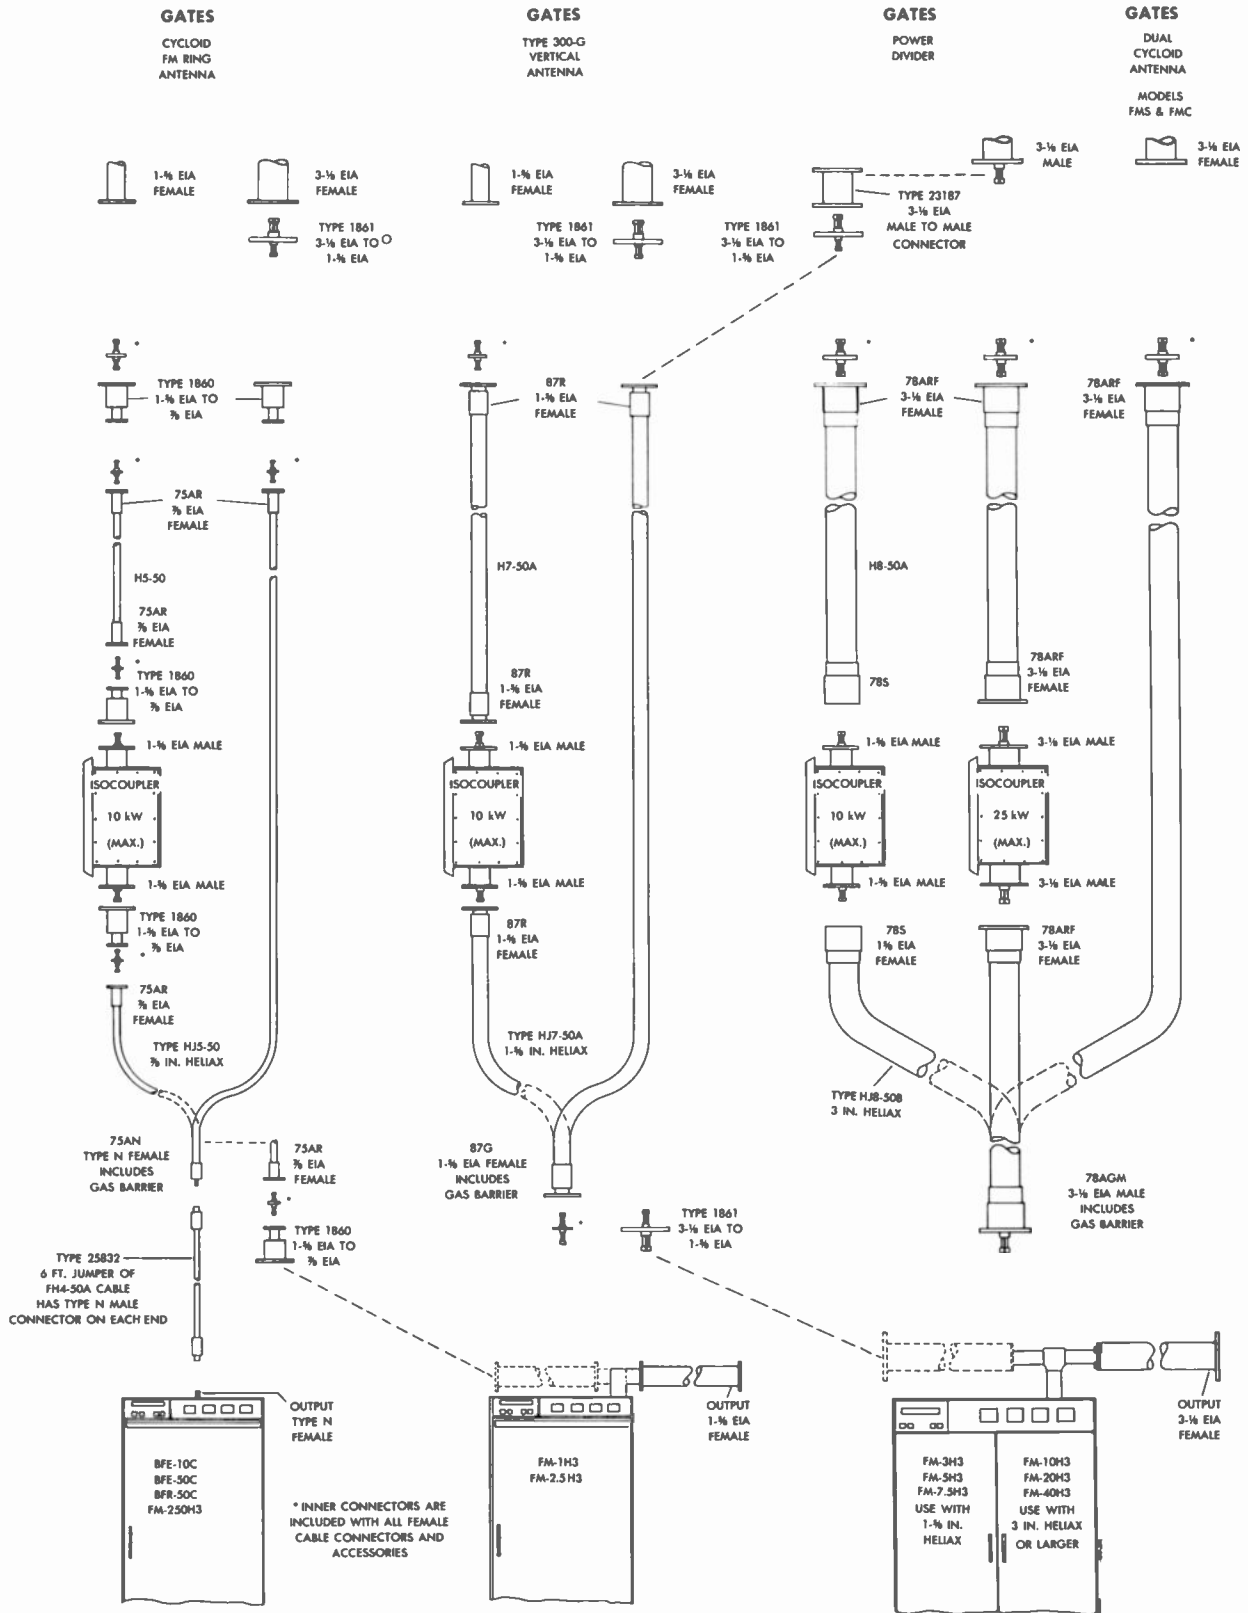 GATES
CYCLOID
FM RING
ANTENNA
GATES
TYPE 300-G
VERTICAL
ANTENNA
GATES
POWER
DIVIDER
GATES
DUAL
CYCLOID
ANTENNA
MODELS
FMS & FMC
1-⅝ EIA
FEMALE
3-⅛ EIA
FEMALE
1-⅝ EIA
FEMALE
3-⅛ EIA
FEMALE
3-⅛ EIA
MALE
3-⅛ EIA
FEMALE
TYPE 1861
3-⅛ EIA TO
1-⅝ EIA
TYPE 1861
3-⅛ EIA TO
1-⅝ EIA
TYPE 1861
3-⅛ EIA TO
1-⅝ EIA
TYPE 23187
3-⅛ EIA
MALE TO MALE
CONNECTOR
TYPE 1860
1-⅝ EIA TO
⅞ EIA
87R
1-⅝ EIA
FEMALE
78ARF
3-⅛ EIA
FEMALE
78ARF
3-⅛ EIA
FEMALE
75AR
⅞ EIA
FEMALE
H5-50
H7-50A
H8-50A
75AR
⅞ EIA
FEMALE
TYPE 1860
1-⅝ EIA TO
⅞ EIA
87R
1-⅝ EIA
FEMALE
78S
78ARF
3-⅛ EIA
FEMALE
1-⅝ EIA MALE
1-⅝ EIA MALE
1-⅝ EIA MALE
3-⅛ EIA MALE
ISOCOUPLER
10 kW
(MAX.)
ISOCOUPLER
10 kW
(MAX.)
ISOCOUPLER
10 kW
(MAX.)
ISOCOUPLER
25 kW
(MAX.)
1-⅝ EIA MALE
1-⅝ EIA MALE
1-⅝ EIA MALE
3-⅛ EIA MALE
TYPE 1860
1-⅝ EIA TO
⅞ EIA
87R
1-⅝ EIA
FEMALE
78S
1⅝ EIA
FEMALE
78ARF
3-⅛ EIA
FEMALE
75AR
⅞ EIA
FEMALE
TYPE HJ5-50
⅞ IN. HELIAX
TYPE HJ7-50A
1-⅝ IN. HELIAX
TYPE HJ8-50B
3 IN. HELIAX
75AN
TYPE N FEMALE
INCLUDES
GAS BARRIER
75AR
⅞ EIA
FEMALE
87G
1-⅝ EIA FEMALE
INCLUDES
GAS BARRIER
78AGM
3-⅛ EIA MALE
INCLUDES
GAS BARRIER
TYPE 1860
1-⅝ EIA TO
⅞ EIA
TYPE 1861
3-⅛ EIA TO
1-⅝ EIA
TYPE 25832
6 FT. JUMPER OF
FH4-50A CABLE
HAS TYPE N MALE
CONNECTOR ON EACH END
OUTPUT
TYPE N
FEMALE
OUTPUT
1-⅝ EIA
FEMALE
OUTPUT
3-⅛ EIA
FEMALE
BFE-10C
BFE-50C
BFR-50C
FM-250H3
* INNER CONNECTORS ARE
INCLUDED WITH ALL FEMALE
CABLE CONNECTORS AND
ACCESSORIES
FM-1H3
FM-2.5H3
FM-3H3
FM-5H3
FM-7.5H3
USE WITH
1-⅝ IN.
HELIAX
FM-10H3
FM-20H3
FM-40H3
USE WITH
3 IN. HELIAX
OR LARGER